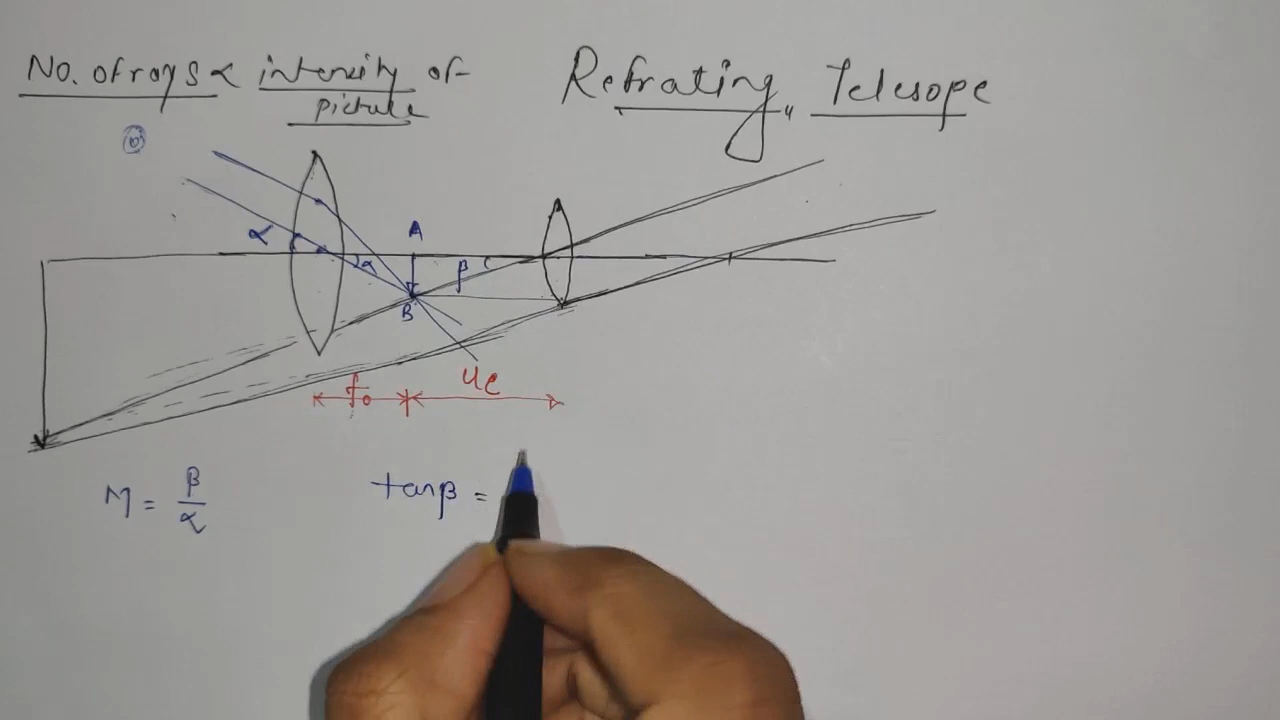 No. of rays ∝ intensity of
picture
Refrating Telesope
α
α
A
β
B
f₀
ue
M = β/α
tanβ =